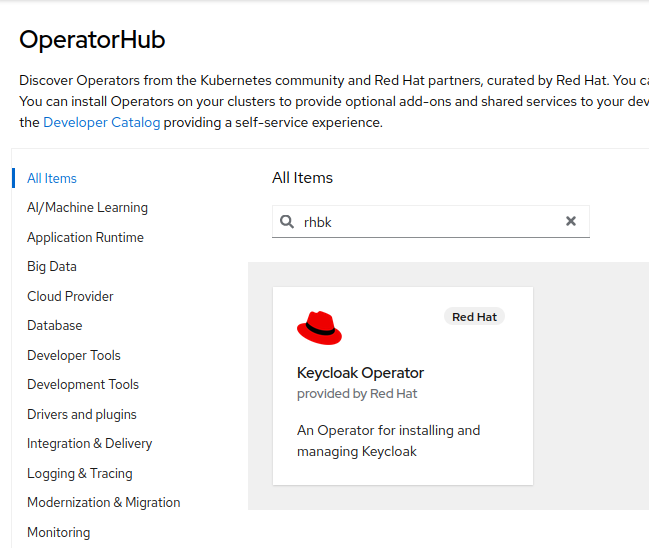 OperatorHub
Discover Operators from the Kubernetes community and Red Hat partners, curated by Red Hat. You
You can install Operators on your clusters to provide optional add-ons and shared services to your
the Developer Catalog providing a self-service experience.
All Items
AI/Machine Learning
Application Runtime
Big Data
Cloud Provider
Database
Developer Tools
Development Tools
Drivers and plugins
Integration & Delivery
Logging & Tracing
Modernization & Migration
Monitoring
All Items
rhbk
Red Hat
Keycloak Operator
provided by Red Hat
An Operator for installing and
managing Keycloak